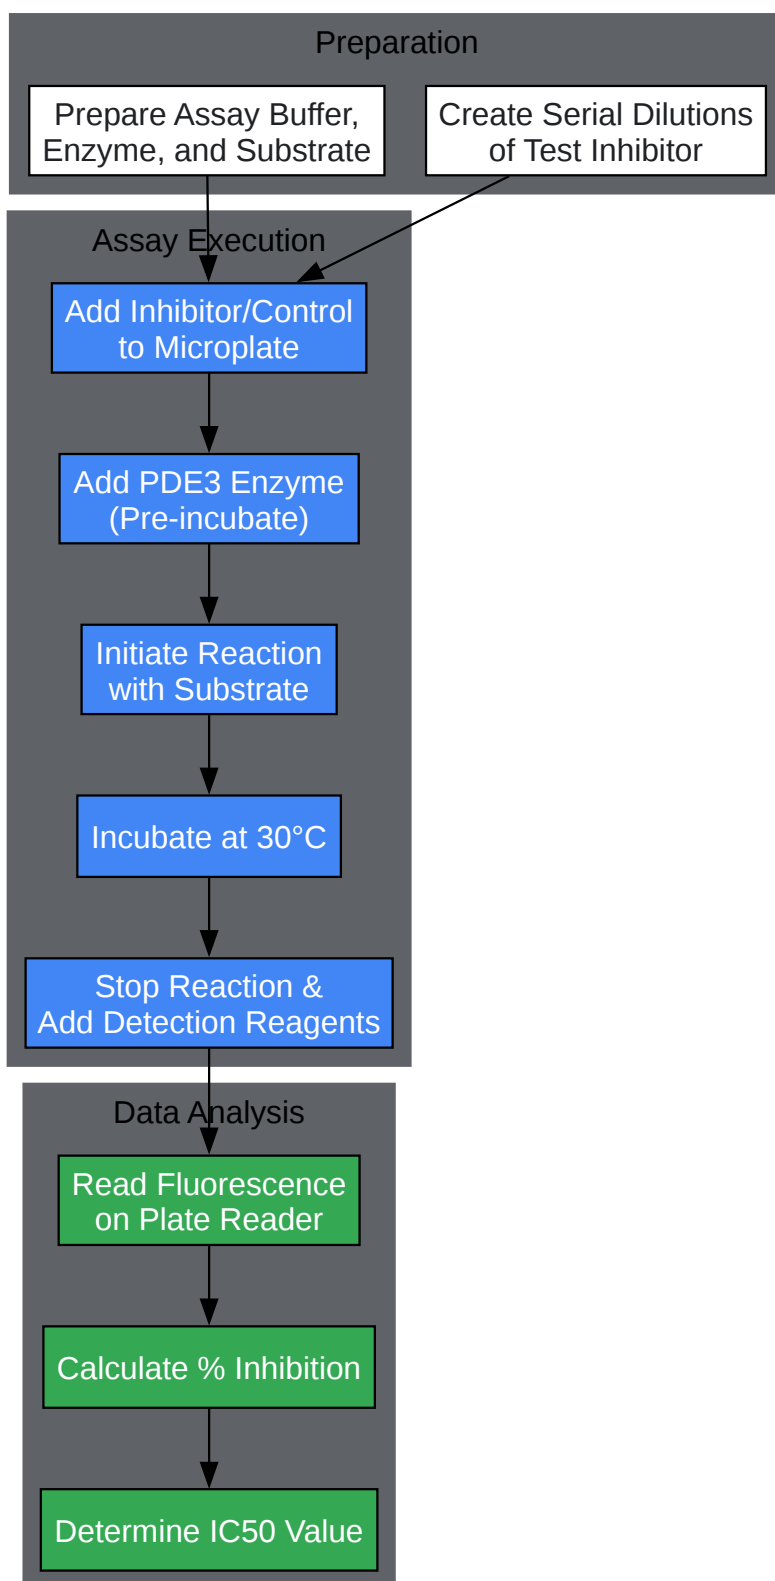 Preparation
Prepare Assay Buffer,
Enzyme, and Substrate
Create Serial Dilutions
of Test Inhibitor
Assay Execution
Add Inhibitor/Control
to Microplate
Add PDE3 Enzyme
(Pre-incubate)
Initiate Reaction
with Substrate
Incubate at 30°C
Stop Reaction &
Add Detection Reagents
Data Analysis
Read Fluorescence
on Plate Reader
Calculate % Inhibition
Determine IC50 Value